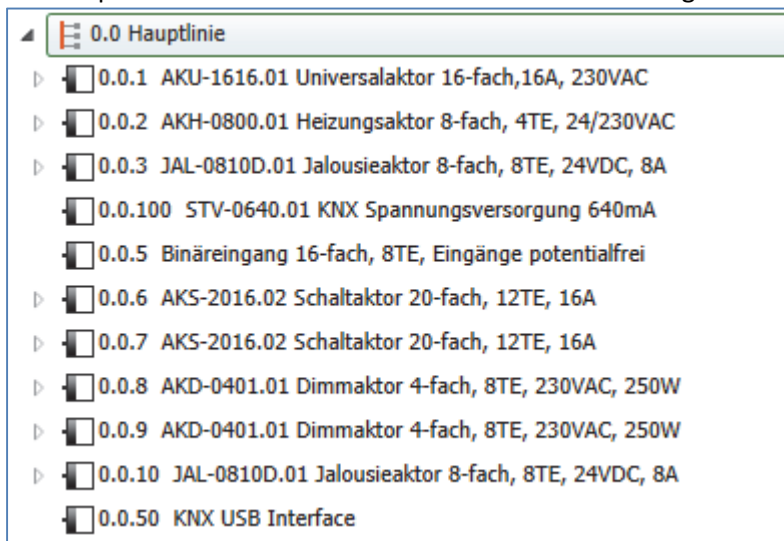 0.0 Hauptlinie
0.0.1 AKU-1616.01 Universalaktor 16-fach,16A, 230VAC
0.0.2 AKH-0800.01 Heizungsaktor 8-fach, 4TE, 24/230VAC
0.0.3 JAL-0810D.01 Jalousieaktor 8-fach, 8TE, 24VDC, 8A
0.0.100 STV-0640.01 KNX Spannungsversorgung 640mA
0.0.5 Binäreingang 16-fach, 8TE, Eingänge potentialfrei
0.0.6 AKS-2016.02 Schaltaktor 20-fach, 12TE, 16A
0.0.7 AKS-2016.02 Schaltaktor 20-fach, 12TE, 16A
0.0.8 AKD-0401.01 Dimmaktor 4-fach, 8TE, 230VAC, 250W
0.0.9 AKD-0401.01 Dimmaktor 4-fach, 8TE, 230VAC, 250W
0.0.10 JAL-0810D.01 Jalousieaktor 8-fach, 8TE, 24VDC, 8A
0.0.50 KNX USB Interface